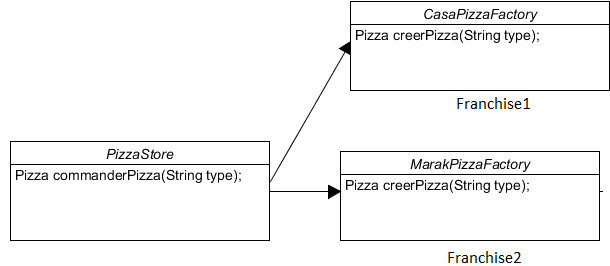 CasaPizzaFactory
Pizza creerPizza(String type);
Franchise1
PizzaStore
Pizza commanderPizza(String type);
MarakPizzaFactory
Pizza creerPizza(String type);
Franchise2